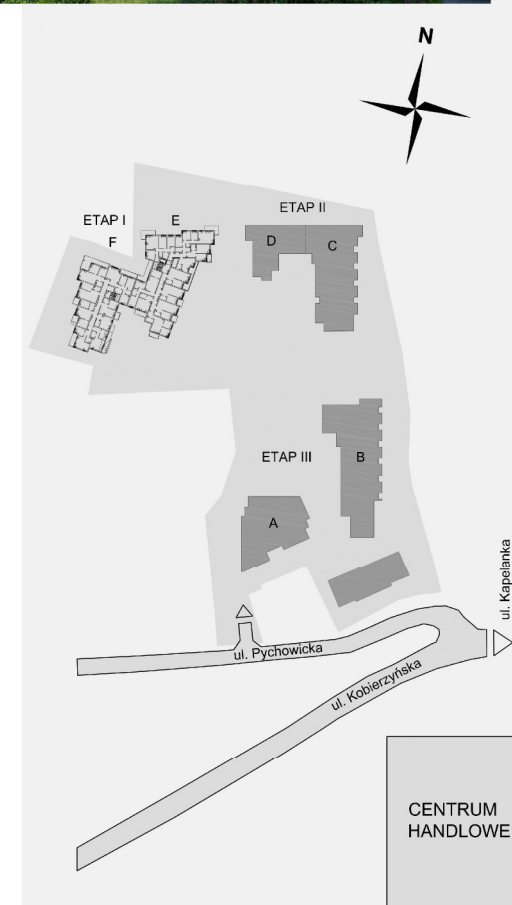 N
ETAP I
F
E
ETAP II
D
C
ETAP III
B
A
ul. Kapelanka
ul. Pychowicka
ul. Kobierzyńska
CENTRUM
HANDLOWE